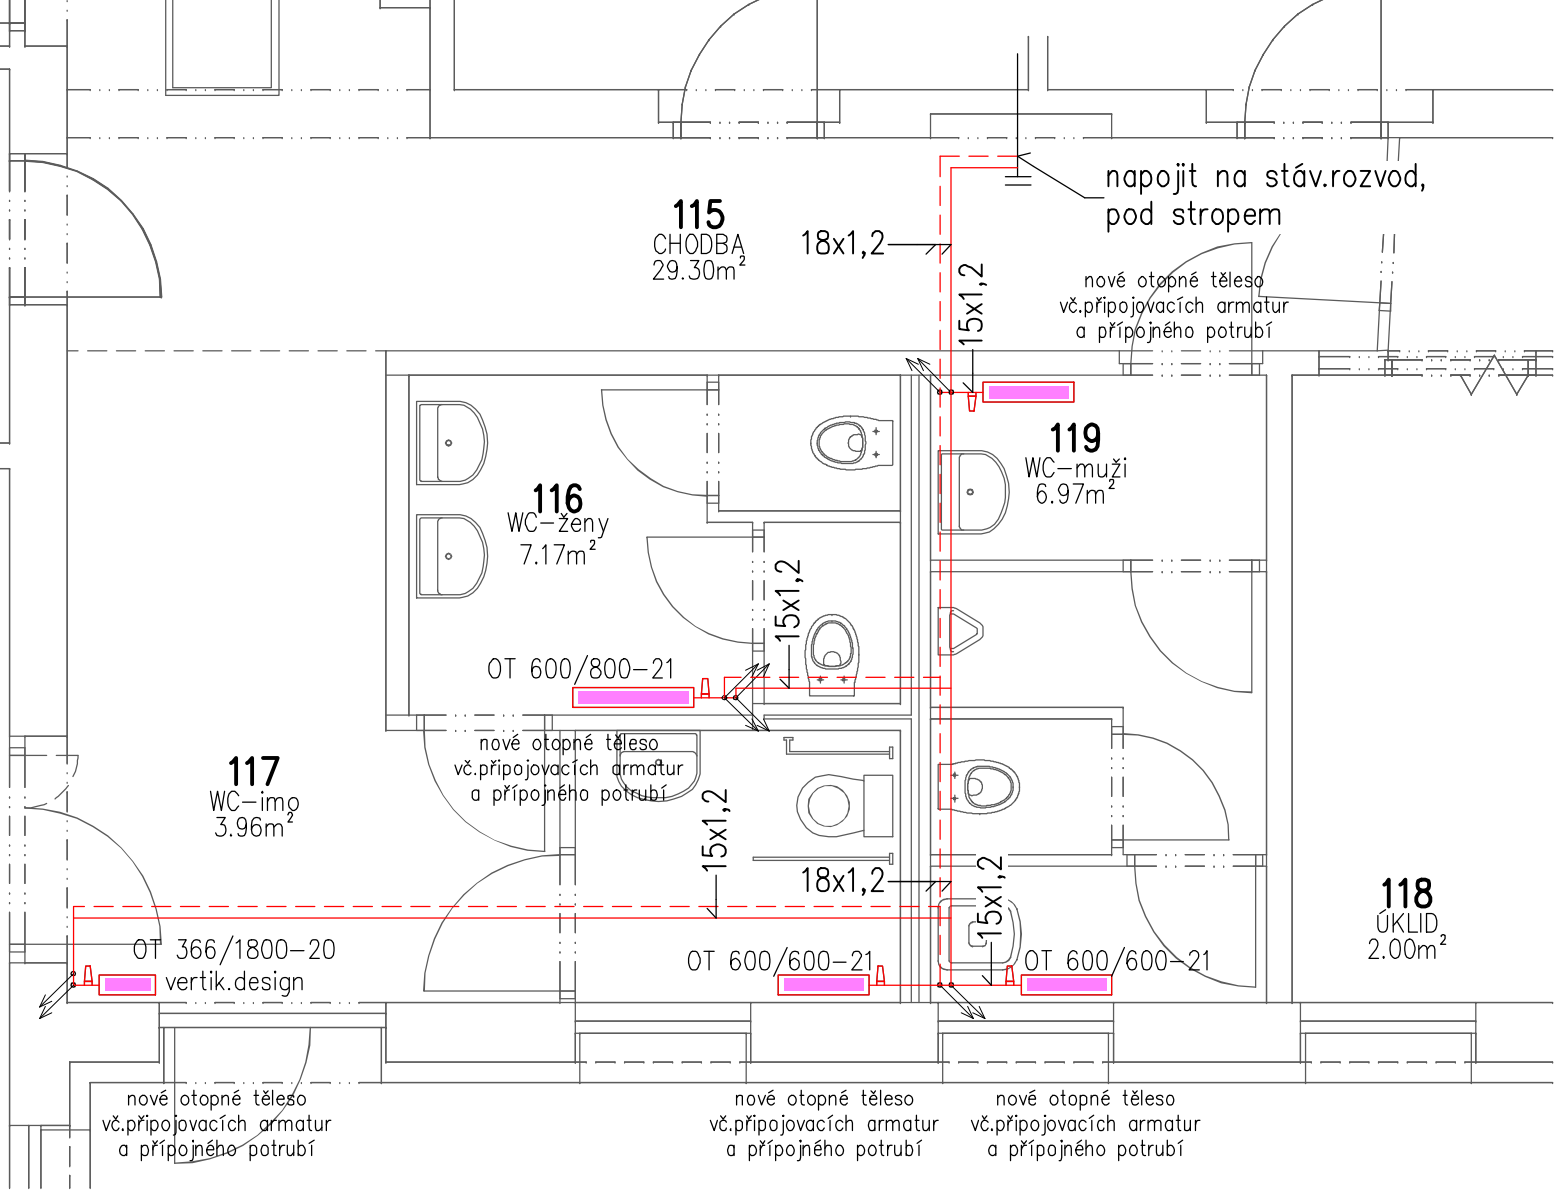 napojit na stáv.rozvod,
pod stropem
115
CHODBA
29.30m²
18x1,2
15x1,2
nové otopné těleso
vč.připojovacích armatur
a přípojného potrubí
119
WC-muži
6.97m²
116
WC-ženy
7.17m²
15x1,2
OT 600/800-21
nové otopné těleso
vč.připojovacích armatur
a přípojného potrubí
117
WC-imo
3.96m²
15x1,2
18x1,2
15x1,2
118
ÚKLID
2.00m²
OT 366/1800-20
vertik.design
OT 600/600-21
OT 600/600-21
nové otopné těleso
vč.připojovacích armatur
a přípojného potrubí
nové otopné těleso
vč.připojovacích armatur
a přípojného potrubí
nové otopné těleso
vč.připojovacích armatur
a přípojného potrubí